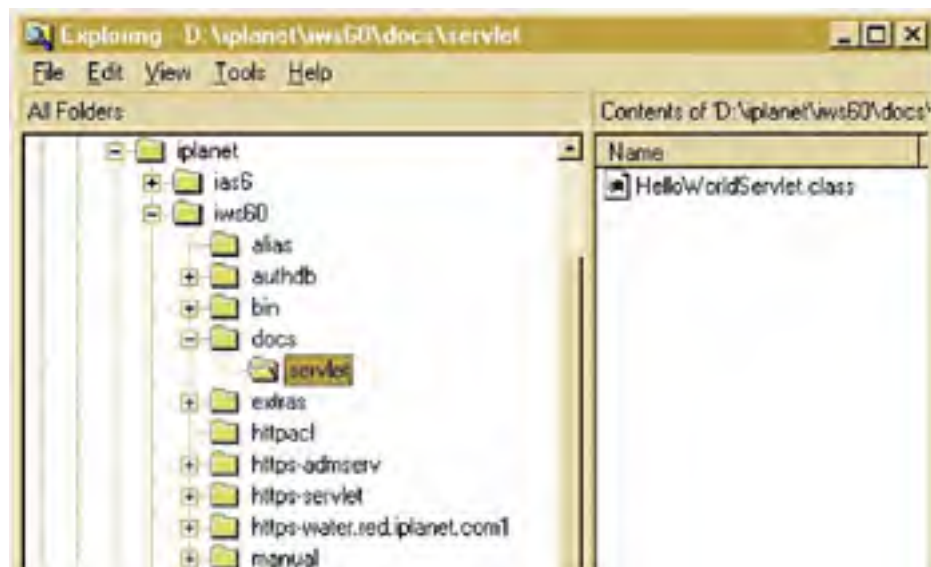 Exploring - D:\iplanet\iws60\docs\servlet
File Edit View Tools Help
All Folders
Contents of 'D:\iplanet\iws60\docs\
Name
iplanet
ias6
iws60
alias
authdb
bin
docs
servlet
extras
httpacl
https-admserv
https-servlet
https-water.red.iplanet.com1
manual
HelloWorldServlet.class